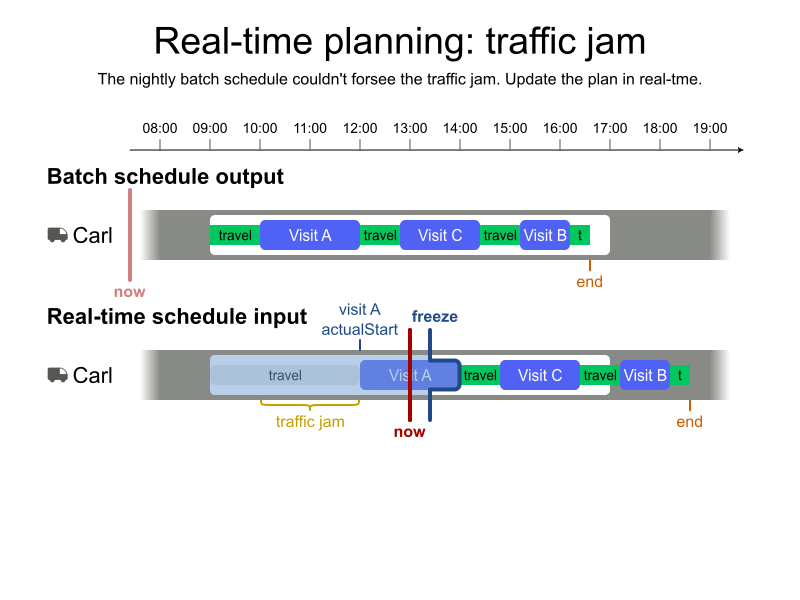 Real-time planning: traffic jam
The nightly batch schedule couldn't forsee the traffic jam. Update the plan in real-tme.
08:00 09:00 10:00 11:00 12:00 13:00 14:00 15:00 16:00 17:00 18:00 19:00
Batch schedule output
Carl travel Visit A travel Visit C travel Visit B t
end
now
Real-time schedule input
visit A
actualStart
freeze
Carl travel Visit A travel Visit C travel Visit B t
traffic jam
end
now